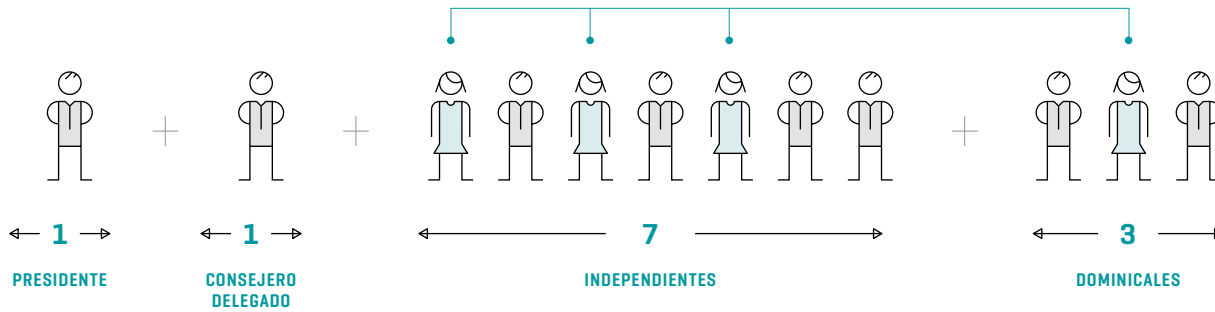 1
PRESIDENTE
1
CONSEJERO
DELEGADO
7
INDEPENDIENTES
3
DOMINICALES